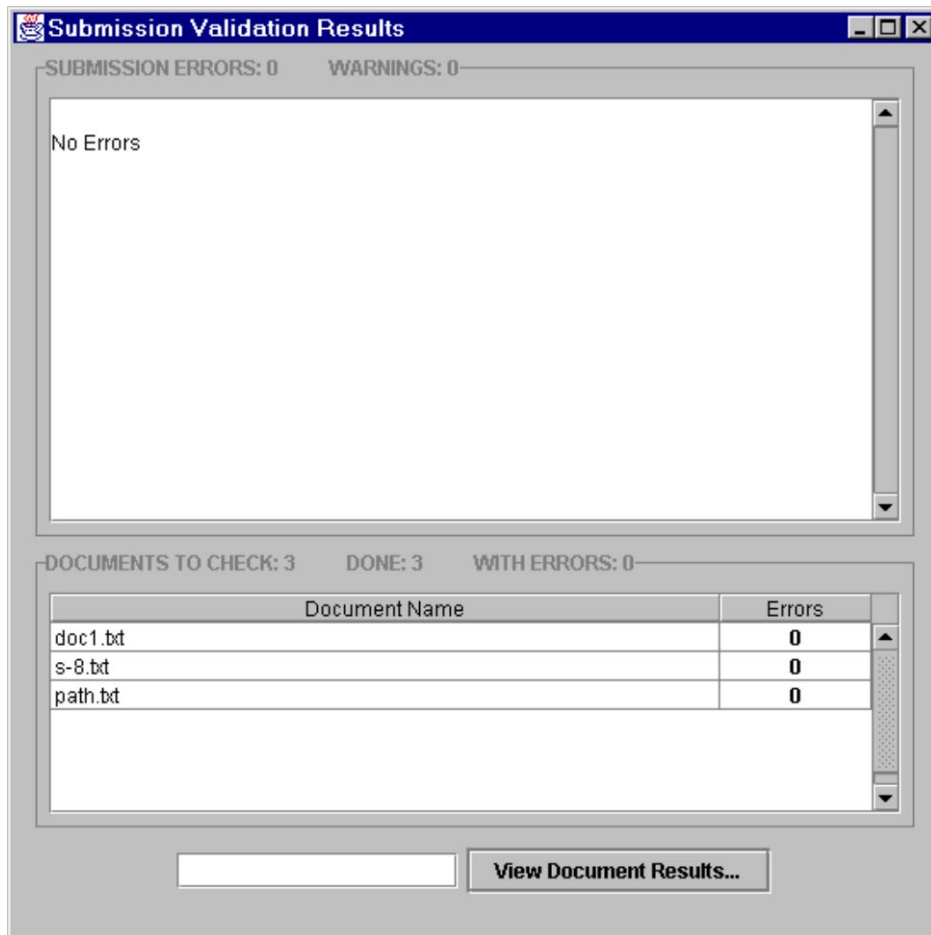 Submission Validation Results
SUBMISSION ERRORS: 0 WARNINGS: 0
No Errors
DOCUMENTS TO CHECK: 3 DONE: 3 WITH ERRORS: 0
Document Name Errors
doc1.txt 0
s-8.txt 0
path.txt 0
View Document Results...